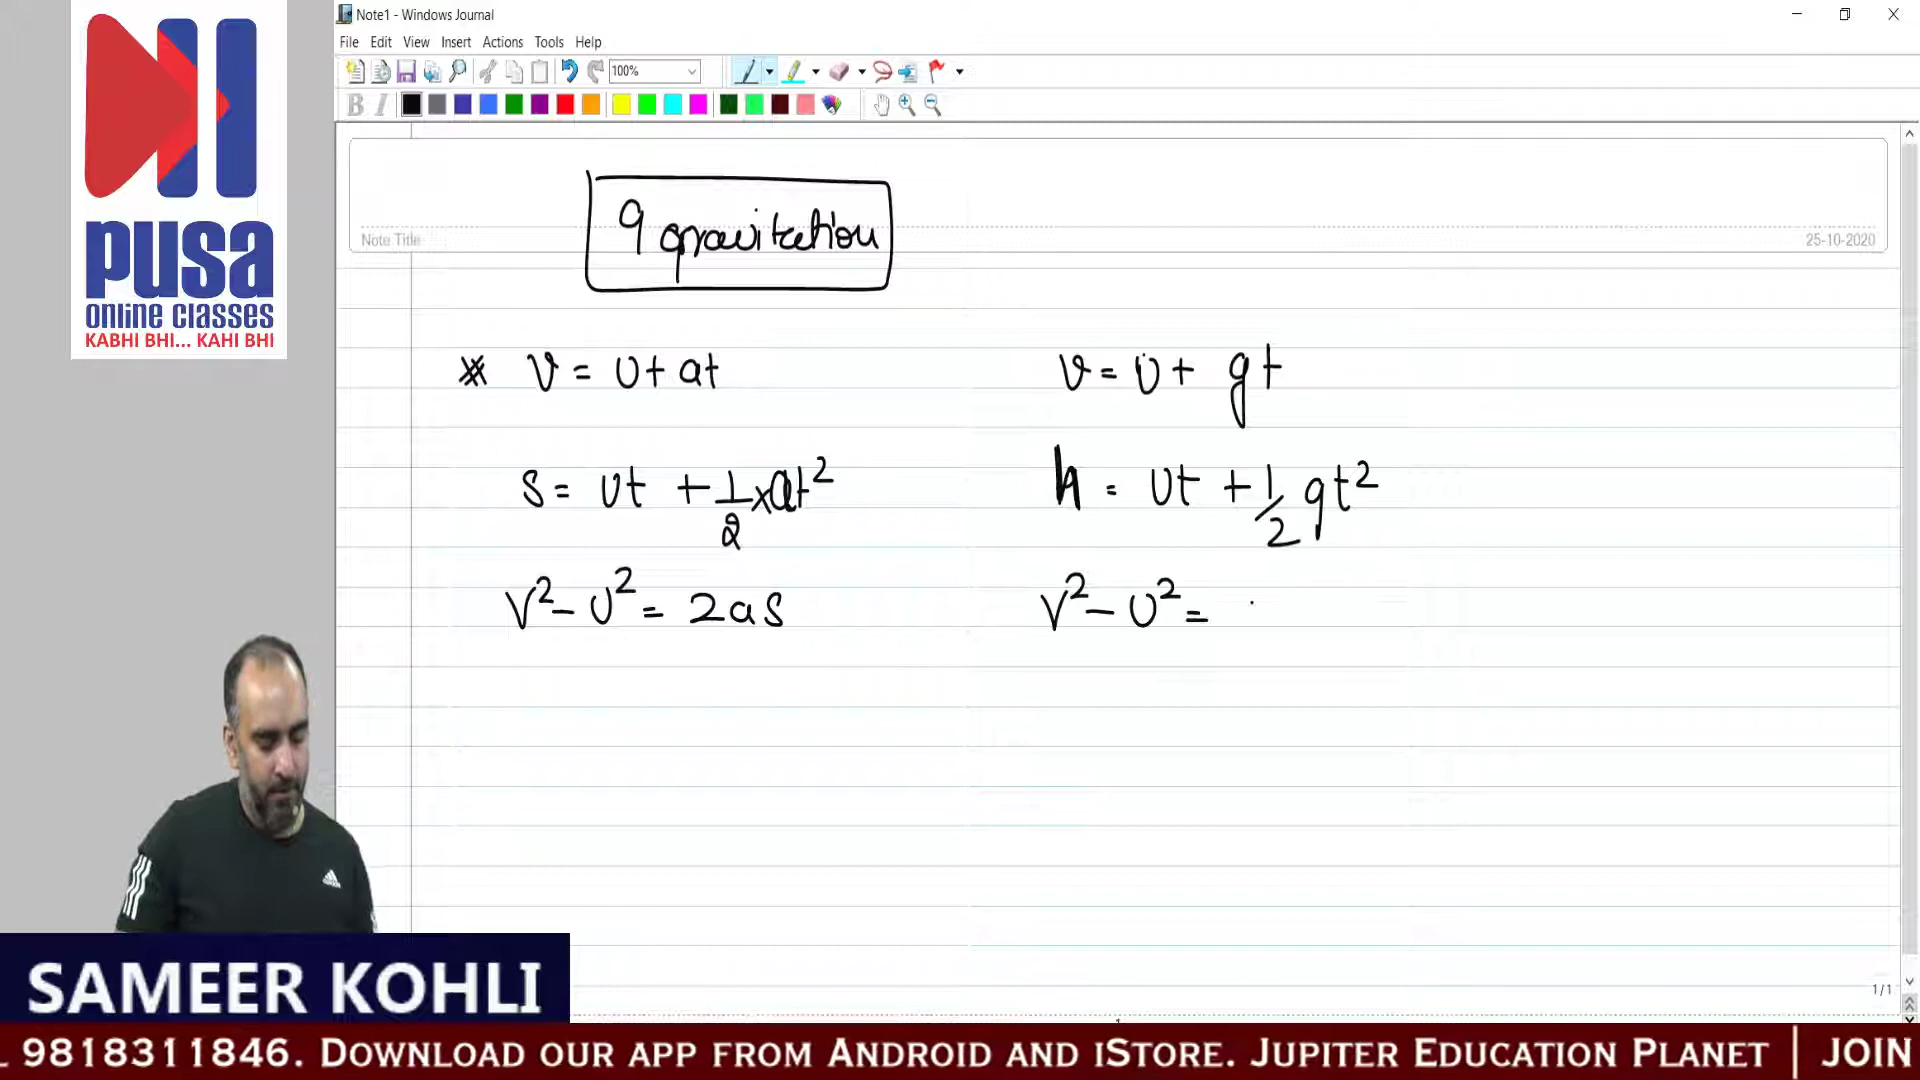 Note1 - Windows Journal
File Edit View Insert Actions Tools Help
100%
B I
PUSA
online classes
KABHI BHI... KAHI BHI
9 gravitation
Note Title
25-10-2020
* V = U + at
v = U + gt
S = Ut + 1/2 x at²
h = Ut + 1/2 gt²
V² - U² = 2as
V² - U² =
1/1
SAMEER KOHLI
9818311846. DOWNLOAD OUR APP FROM ANDROID AND iSTORE. JUPITER EDUCATION PLANET | JOIN